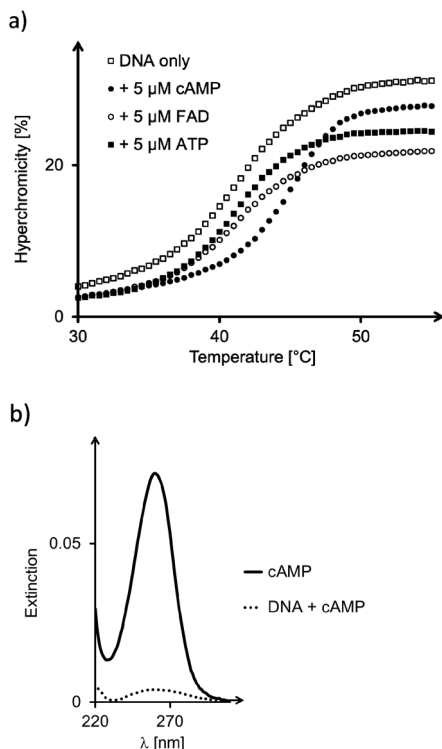 a)
DNA only
+ 5 µM cAMP
+ 5 µM FAD
+ 5 µM ATP
Hyperchromicity [%]
20
0
30
40
50
Temperature [°C]
b)
Extinction
0.05
0
220
270
λ [nm]
cAMP
DNA + cAMP